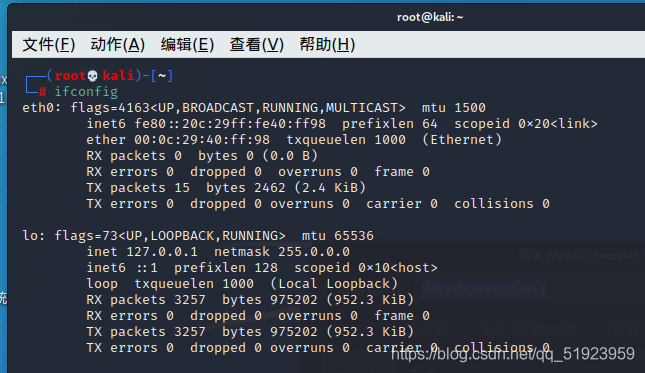 root@kali: ~
文件(F) 动作(A) 编辑(E) 查看(V) 帮助(H)
(root💀kali)-[~]
# ifconfig
eth0: flags=4163<UP,BROADCAST,RUNNING,MULTICAST> mtu 1500
inet6 fe80::20c:29ff:fe40:ff98 prefixlen 64 scopeid 0×20<link>
ether 00:0c:29:40:ff:98 txqueuelen 1000 (Ethernet)
RX packets 0 bytes 0 (0.0 B)
RX errors 0 dropped 0 overruns 0 frame 0
TX packets 15 bytes 2462 (2.4 KiB)
TX errors 0 dropped 0 overruns 0 carrier 0 collisions 0
lo: flags=73<UP,LOOPBACK,RUNNING> mtu 65536
inet 127.0.0.1 netmask 255.0.0.0
inet6 ::1 prefixlen 128 scopeid 0×10<host>
loop txqueuelen 1000 (Local Loopback)
Wired connection 1
RX packets 3257 bytes 975202 (952.3 KiB)
RX errors 0 dropped 0 overruns 0 frame 0
TX packets 3257 bytes 975202 (952.3 KiB)
TX errors 0 dropped 0 overruns 0 carrier 0 collisions 0
https://blog.csdn.net/qq_51923959